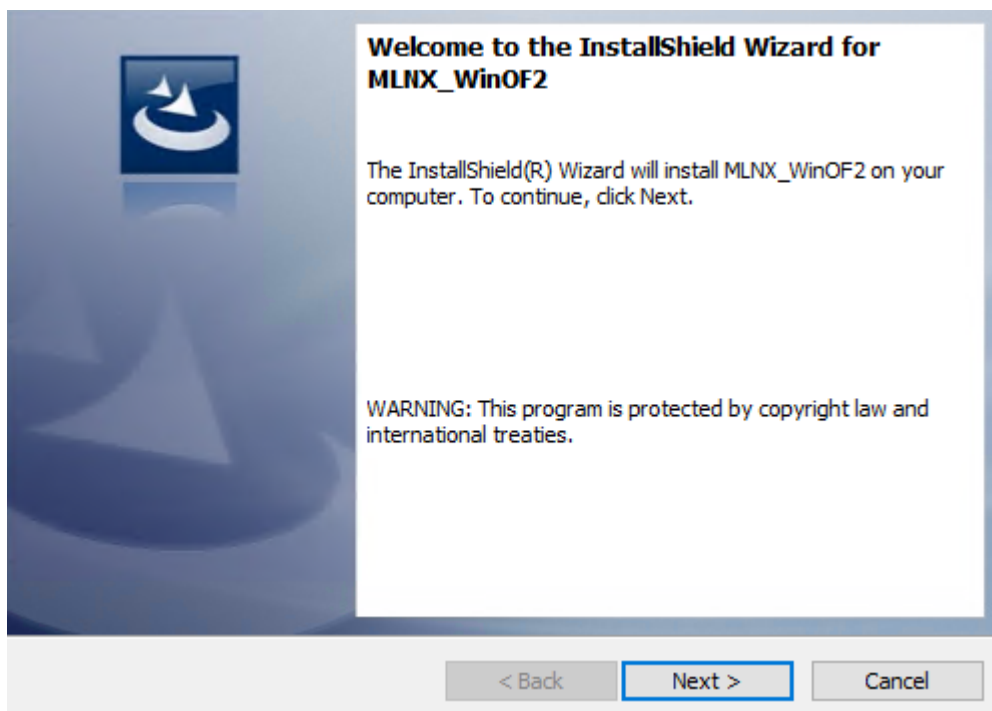 Welcome to the InstallShield Wizard for
MLNX_WinOF2
The InstallShield(R) Wizard will install MLNX_WinOF2 on your
computer. To continue, click Next.
WARNING: This program is protected by copyright law and
international treaties.
< Back
Next >
Cancel